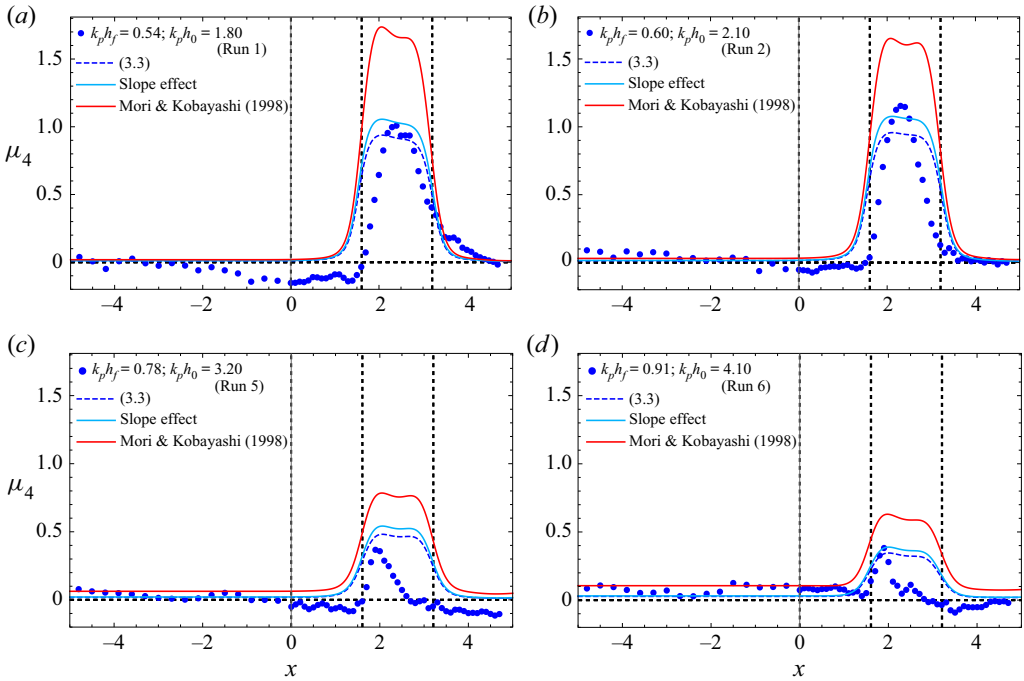 (a)
k_p h_f = 0.54; k_p h_0 = 1.80
(Run 1)
(3.3)
Slope effect
Mori & Kobayashi (1998)
1.5
1.0
μ_4
0.5
0
−4 −2 0 2 4
(b)
k_p h_f = 0.60; k_p h_0 = 2.10
(Run 2)
(3.3)
Slope effect
Mori & Kobayashi (1998)
1.5
1.0
0.5
0
−4 −2 0 2 4
(c)
k_p h_f = 0.78; k_p h_0 = 3.20
(Run 5)
(3.3)
Slope effect
Mori & Kobayashi (1998)
1.5
1.0
μ_4
0.5
0
−4 −2 0 2 4
x
(d)
k_p h_f = 0.91; k_p h_0 = 4.10
(Run 6)
(3.3)
Slope effect
Mori & Kobayashi (1998)
1.5
1.0
0.5
0
−4 −2 0 2 4
x